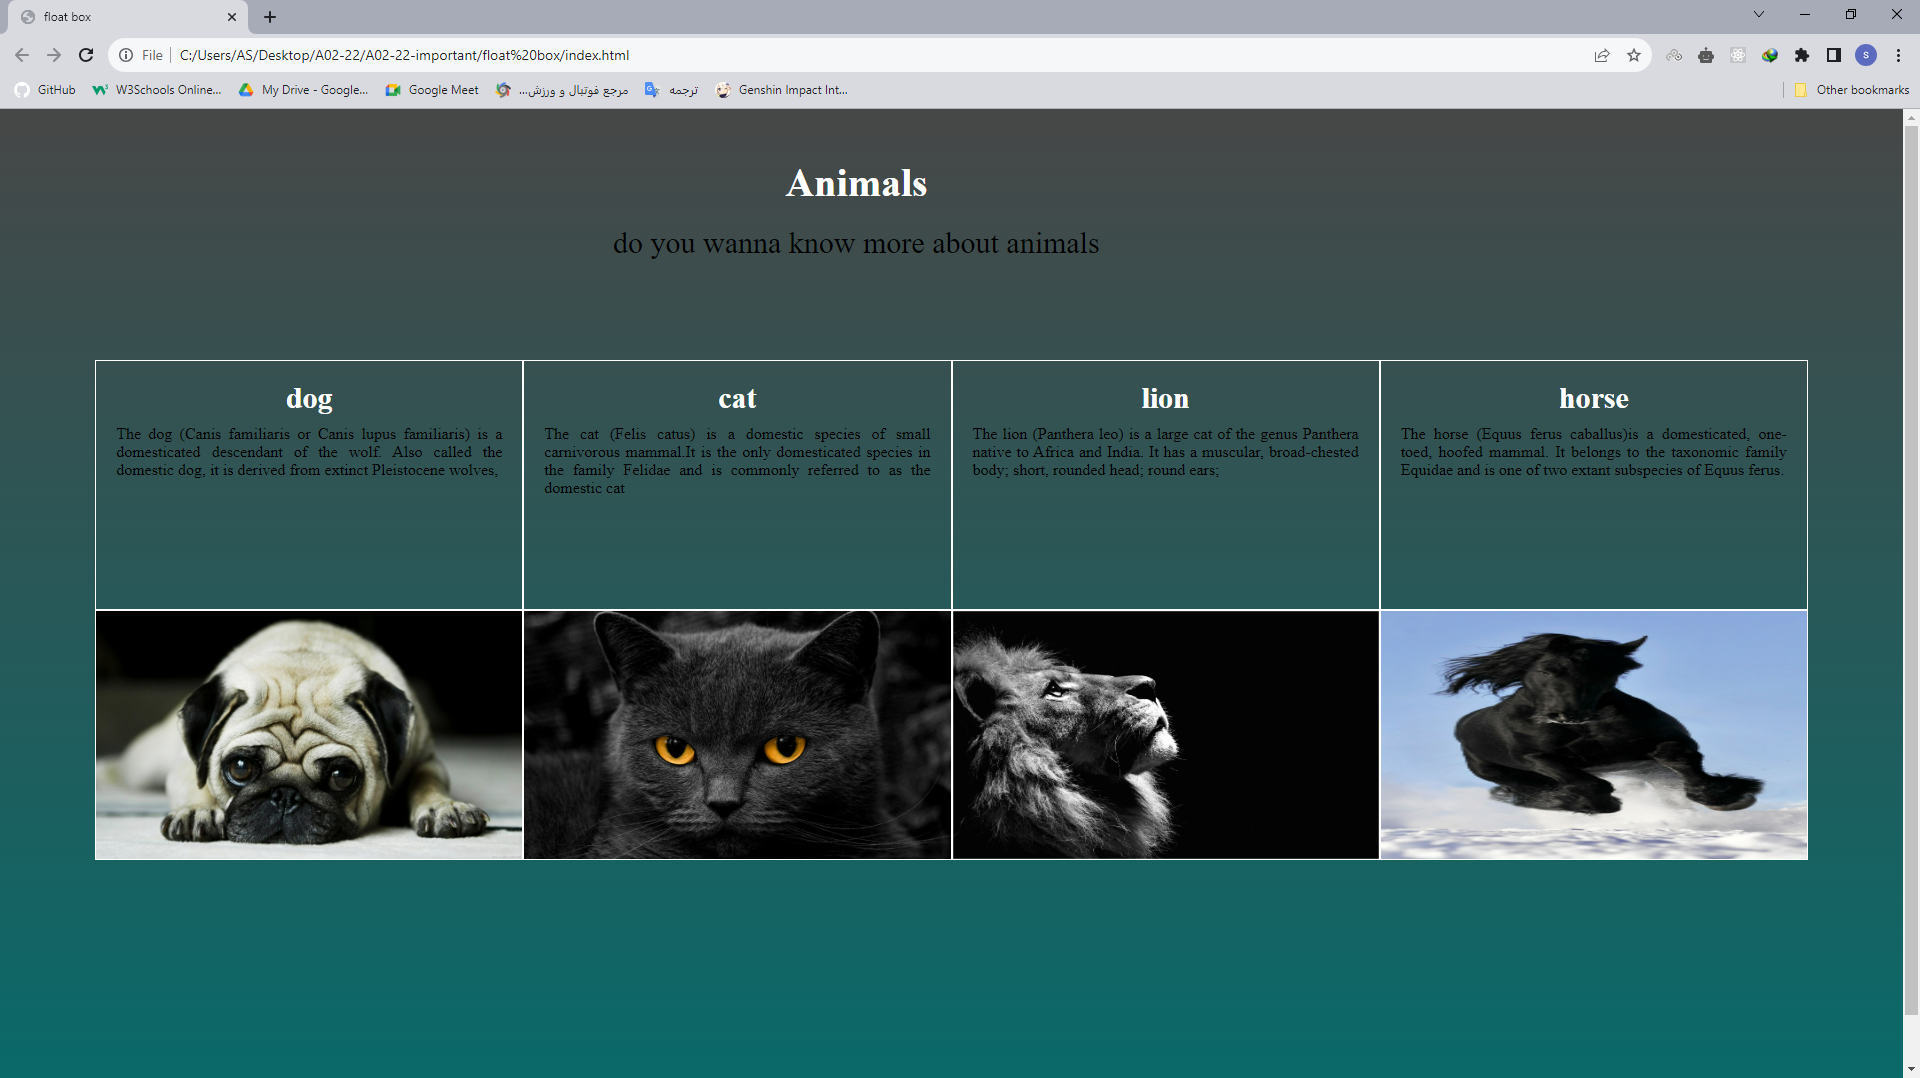 float box
File
C:/Users/AS/Desktop/A02-22/A02-22-important/float%20box/index.html
S
GitHub
W3Schools Online...
My Drive - Google...
Google Meet
مرجع فوتبال و ورزش...
ترجمه
Genshin Impact Int...
Other bookmarks
Animals
do you wanna know more about animals
dog
The dog (Canis familiaris or Canis lupus familiaris) is a
domesticated descendant of the wolf. Also called the
domestic dog, it is derived from extinct Pleistocene wolves,
cat
The cat (Felis catus) is a domestic species of small
carnivorous mammal.It is the only domesticated species in
the family Felidae and is commonly referred to as the
domestic cat
lion
The lion (Panthera leo) is a large cat of the genus Panthera
native to Africa and India. It has a muscular, broad-chested
body; short, rounded head; round ears;
horse
The horse (Equus ferus caballus)is a domesticated, one-
toed, hoofed mammal. It belongs to the taxonomic family
Equidae and is one of two extant subspecies of Equus ferus.